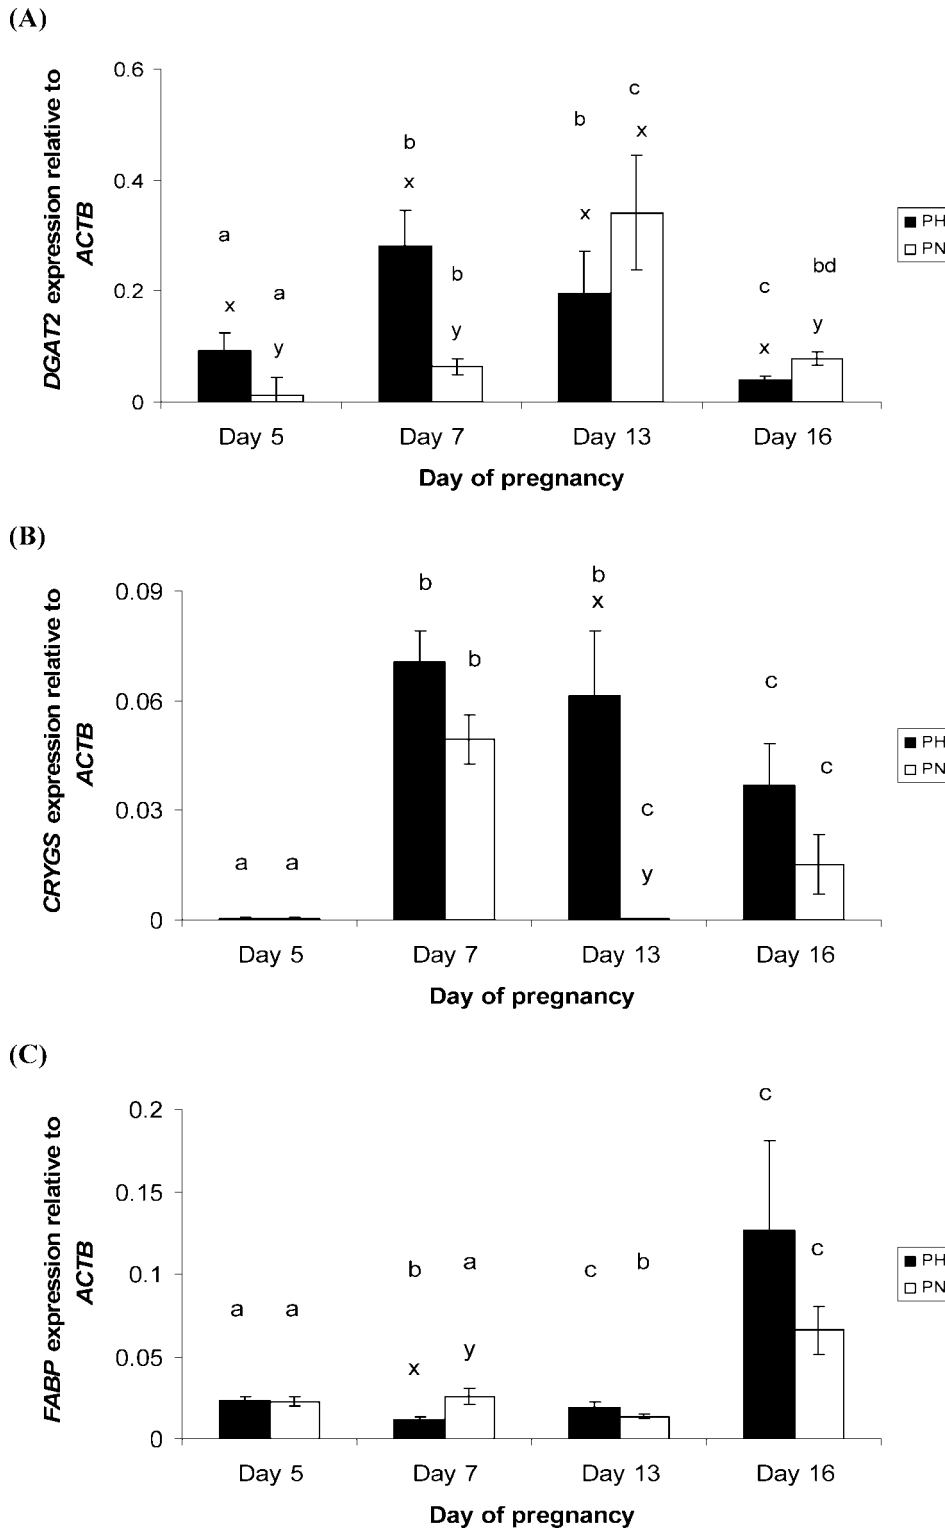 (A)
DGAT2 expression relative to
ACTB
0.6
0.4
0.2
0
a
x
a
y
b
x
b
y
b
x
c
x
c
x
bd
y
PH
PN
Day 5
Day 7
Day 13
Day 16
Day of pregnancy
(B)
CRYGS expression relative to
ACTB
0.09
0.06
0.03
0
a
a
b
b
b
x
c
y
c
c
PH
PN
Day 5
Day 7
Day 13
Day 16
Day of pregnancy
(C)
FABP expression relative to
ACTB
0.2
0.15
0.1
0.05
0
a
a
b
x
a
y
c
b
c
c
PH
PN
Day 5
Day 7
Day 13
Day 16
Day of pregnancy